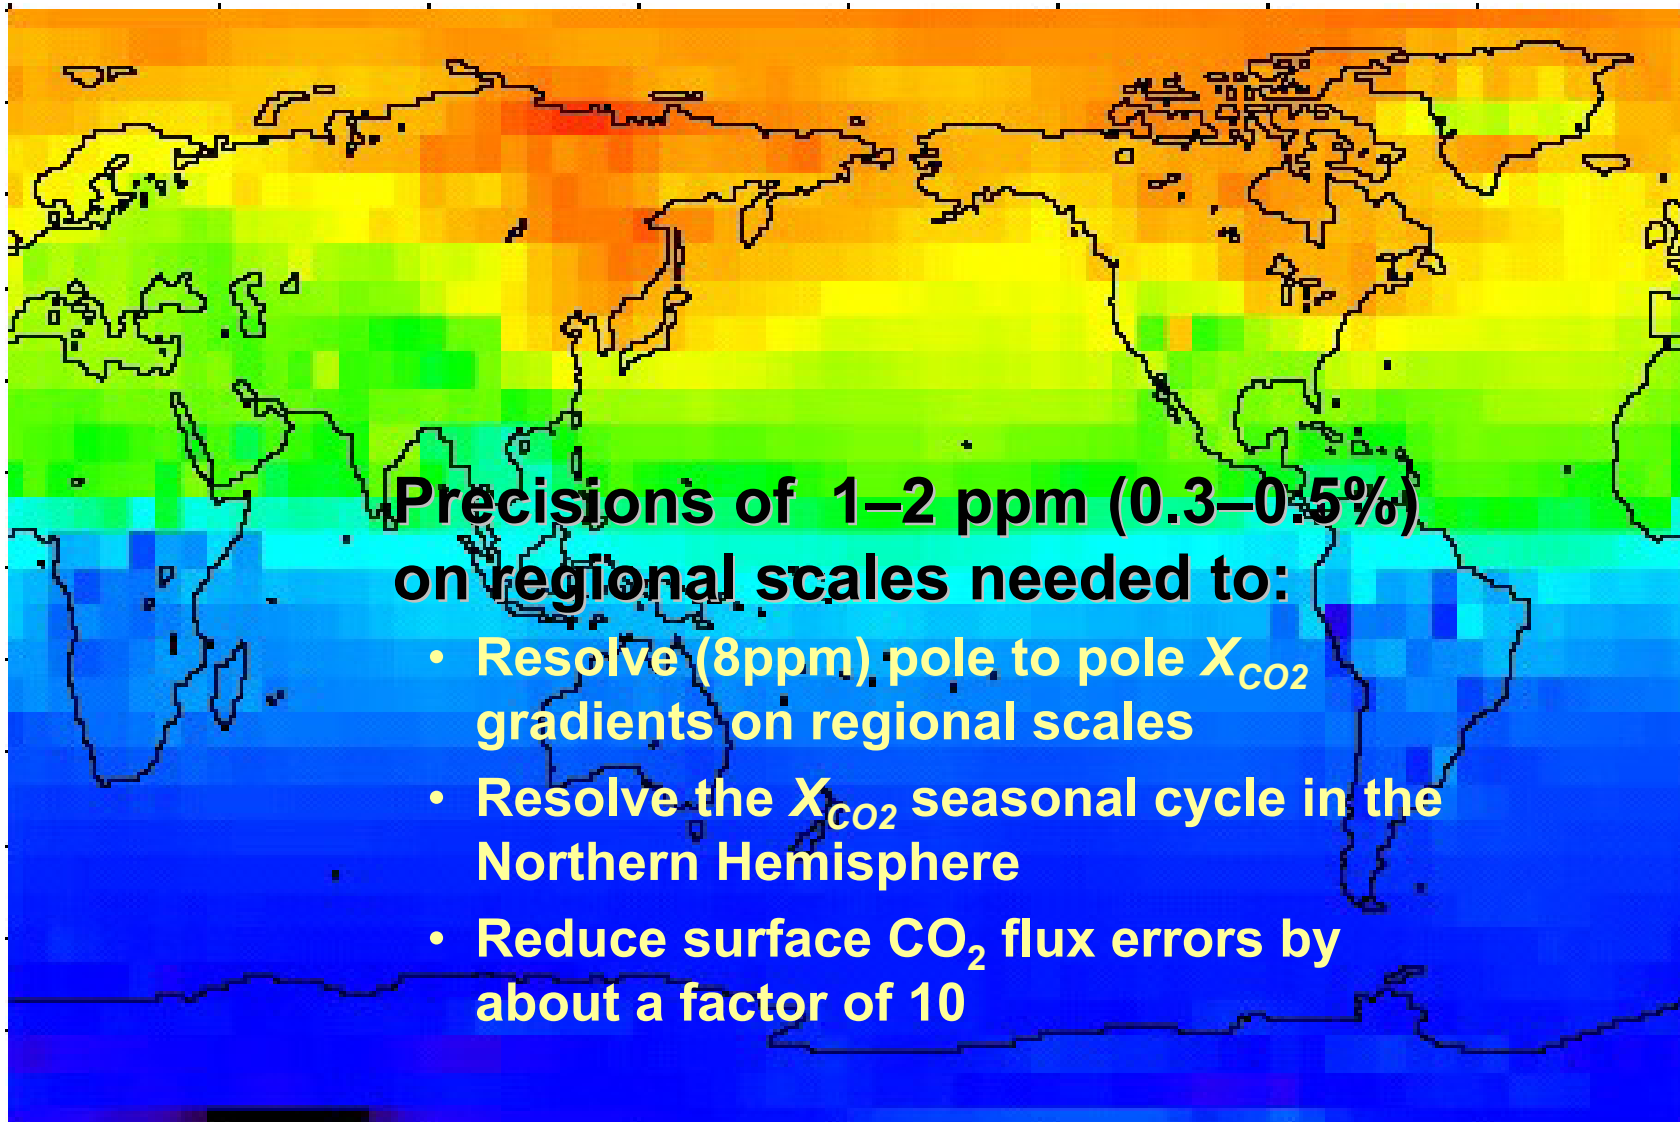 Precisions of 1–2 ppm (0.3–0.5%)
on regional scales needed to:
• Resolve (8ppm) pole to pole X_CO2
gradients on regional scales
• Resolve the X_CO2 seasonal cycle in the
Northern Hemisphere
• Reduce surface CO₂ flux errors by
about a factor of 10